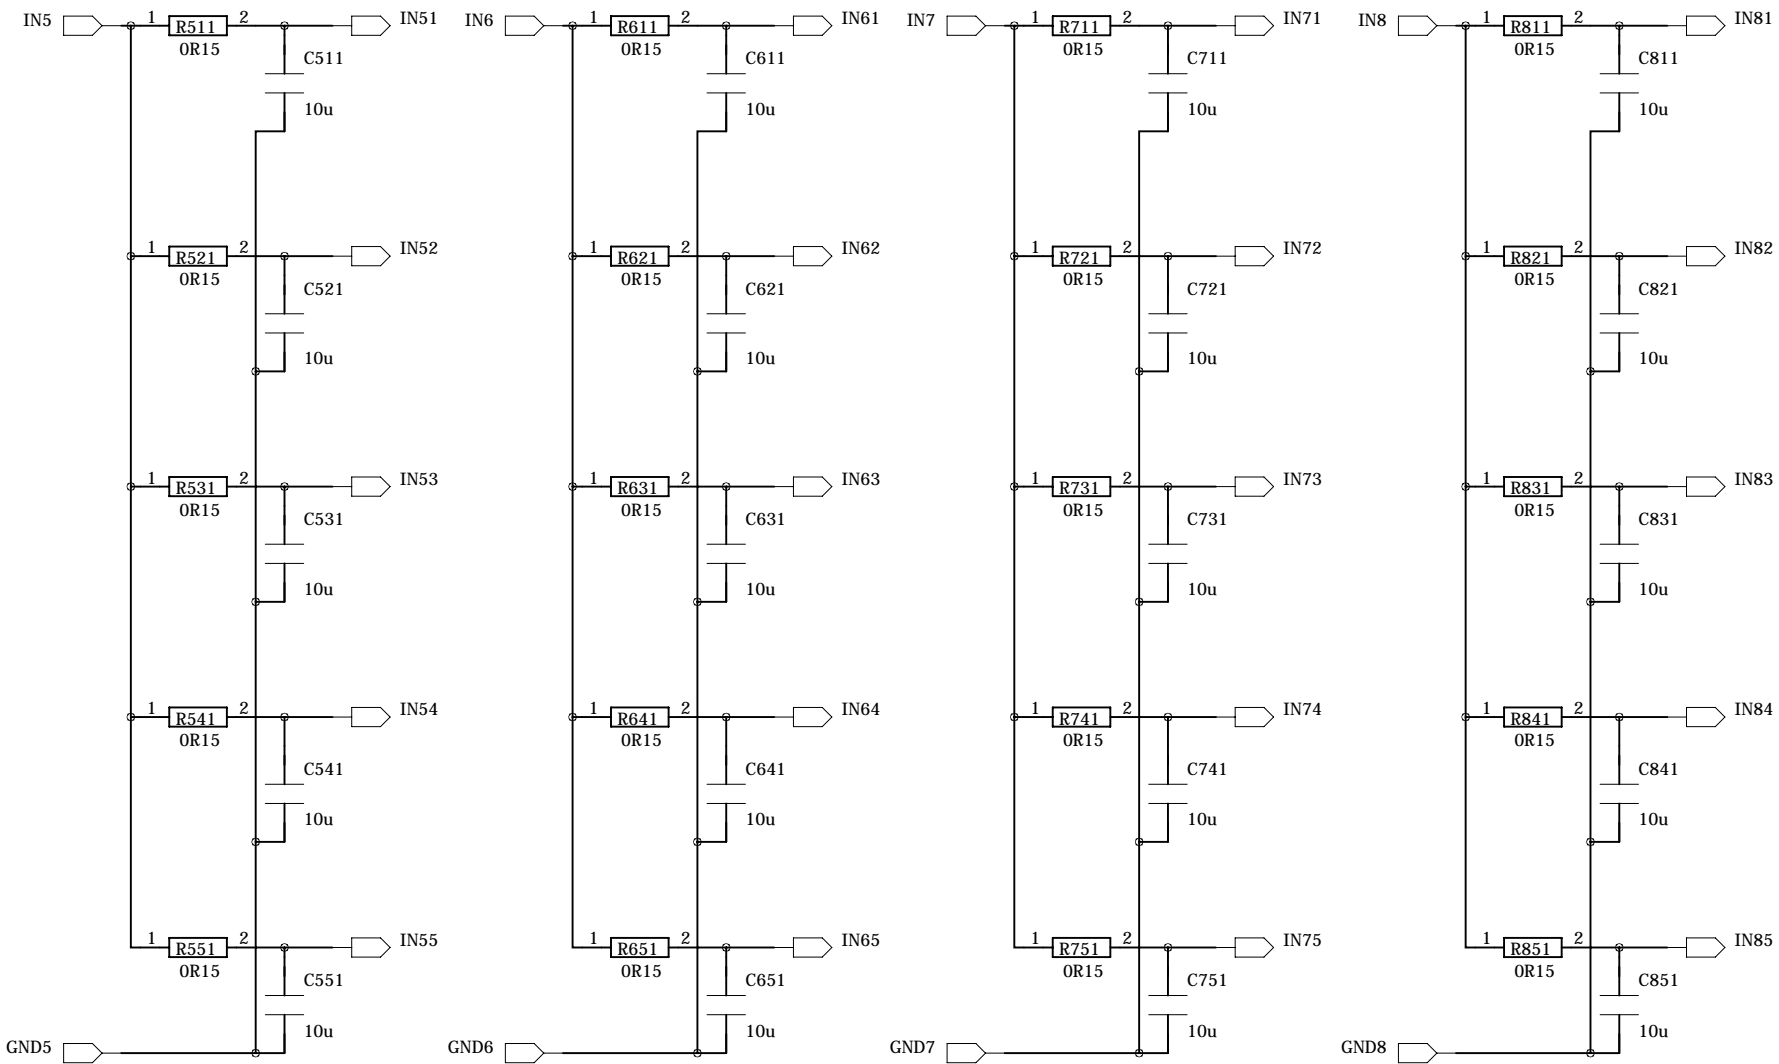 IN5 1 R511 2 IN51 IN6 1 R611 2 IN61 IN7 1 R711 2 IN71 IN8 1 R811 2 IN81
0R15 0R15 0R15 0R15
C511 C611 C711 C811
10u 10u 10u 10u
1 R521 2 IN52 1 R621 2 IN62 1 R721 2 IN72 1 R821 2 IN82
0R15 0R15 0R15 0R15
C521 C621 C721 C821
10u 10u 10u 10u
1 R531 2 IN53 1 R631 2 IN63 1 R731 2 IN73 1 R831 2 IN83
0R15 0R15 0R15 0R15
C531 C631 C731 C831
10u 10u 10u 10u
1 R541 2 IN54 1 R641 2 IN64 1 R741 2 IN74 1 R841 2 IN84
0R15 0R15 0R15 0R15
C541 C641 C741 C841
10u 10u 10u 10u
1 R551 2 IN55 1 R651 2 IN65 1 R751 2 IN75 1 R851 2 IN85
0R15 0R15 0R15 0R15
C551 C651 C751 C851
10u 10u 10u 10u
GND5 GND6 GND7 GND8